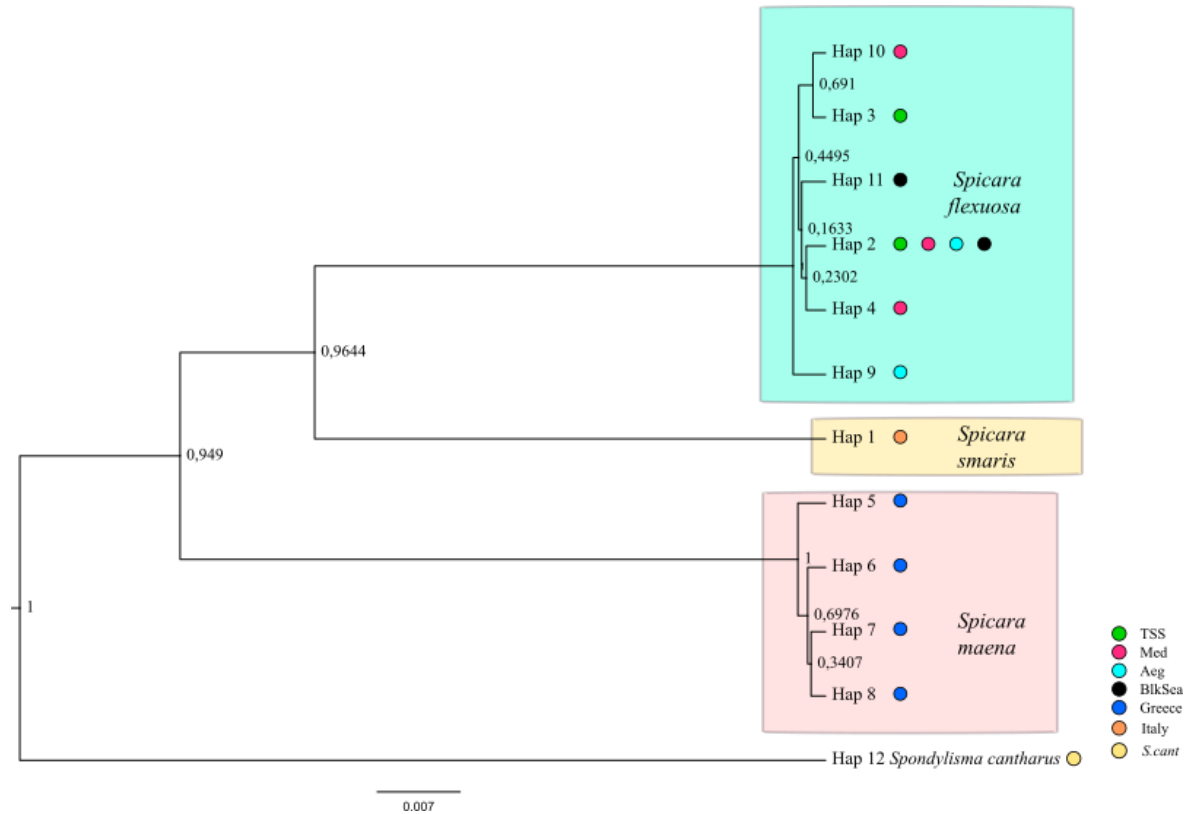 Hap 10
0,691
Hap 3
0,4495
Hap 11
Spicara
flexuosa
0,1633
Hap 2
0,2302
Hap 4
Hap 9
0,9644
Hap 1
Spicara
smaris
0,949
Hap 5
1
Hap 6
0,6976
Hap 7
Spicara
maena
0,3407
Hap 8
1
Hap 12 Spondylisma cantharus
0.007
TSS
Med
Aeg
BlkSea
Greece
Italy
S.cant